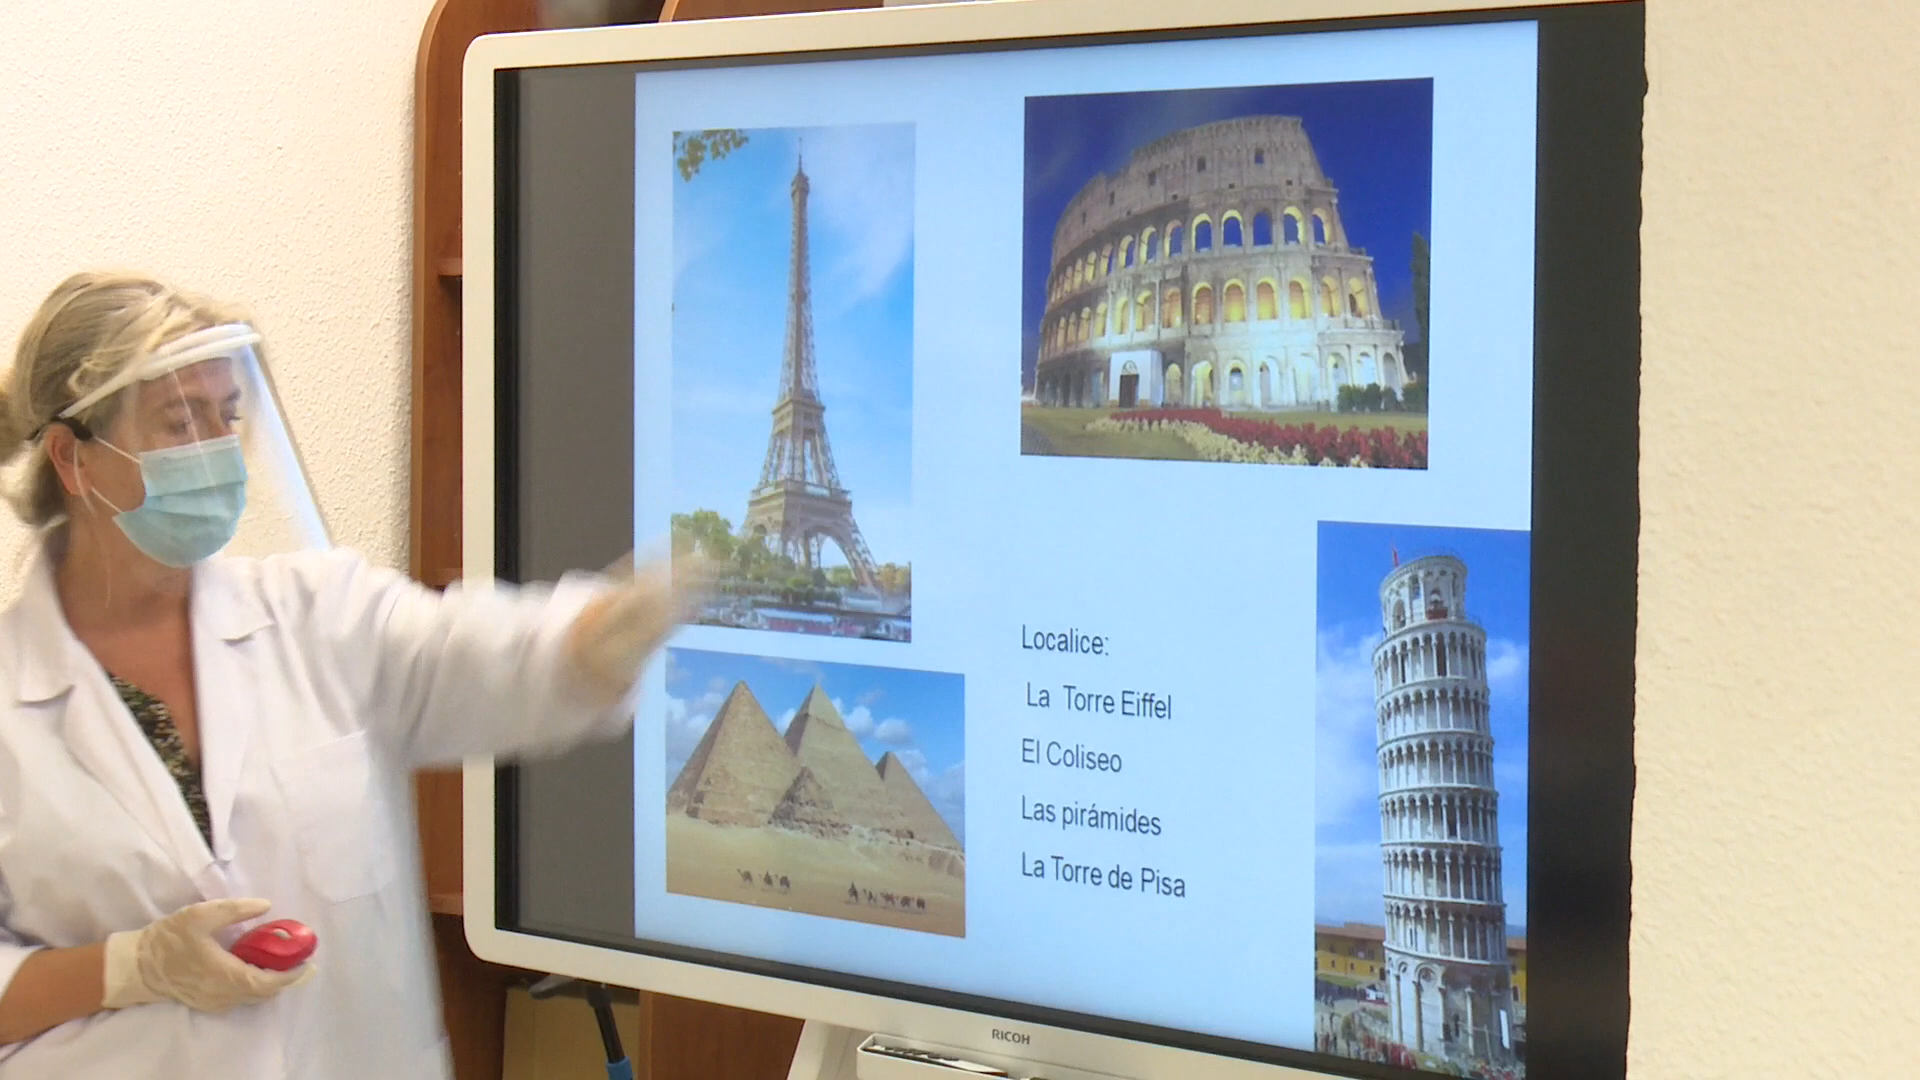 Localice:
La Torre Eiffel
El Coliseo
Las pirámides
La Torre de Pisa
RICOH